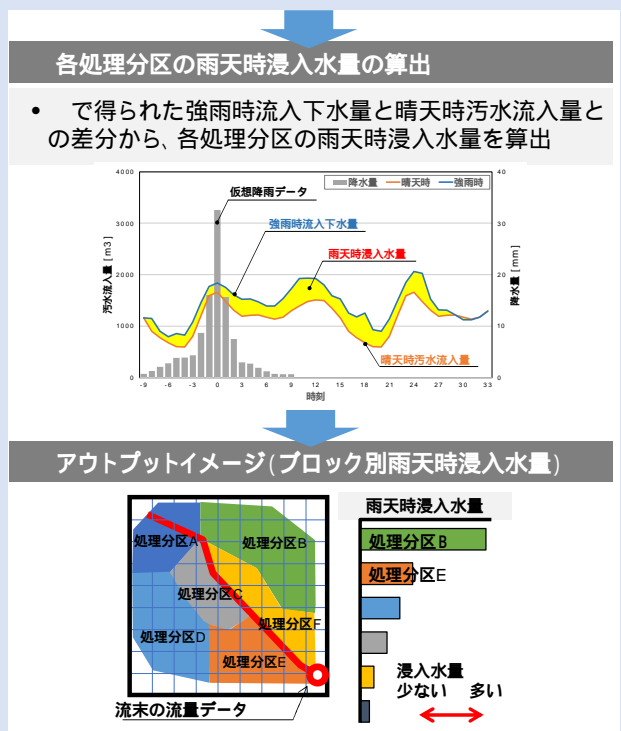 各処理分区の雨天時浸入水量の算出
• で得られた強雨時流入下水量と晴天時汚水流入量と
の差分から、各処理分区の雨天時浸入水量を算出
降水量 晴天時 強雨時
仮想降雨データ
強雨時流入下水量
雨天時浸入水量
晴天時汚水流入量
汚水流入量 [m3]
4000
3000
2000
1000
0
降水量 [mm]
40
30
20
10
0
-9 -6 -3 0 3 6 9 12 15 18 21 24 27 30 33
時刻
アウトプットイメージ(ブロック別雨天時浸入水量)
処理分区A
処理分区B
処理分区C
処理分区D
処理分区E
処理分区F
流末の流量データ
雨天時浸入水量
処理分区B
処理分区E
浸入水量
少ない 多い